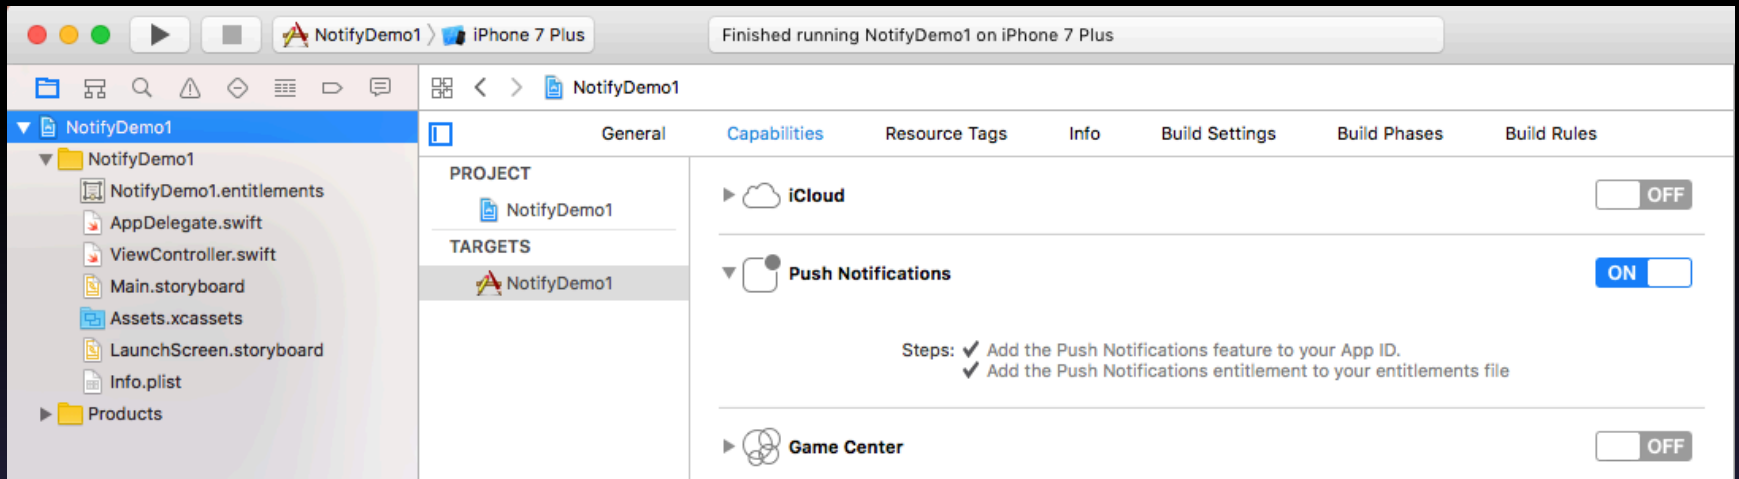 NotifyDemo1 〉 iPhone 7 Plus
Finished running NotifyDemo1 on iPhone 7 Plus
NotifyDemo1
NotifyDemo1
NotifyDemo1
NotifyDemo1.entitlements
AppDelegate.swift
ViewController.swift
Main.storyboard
Assets.xcassets
LaunchScreen.storyboard
Info.plist
Products
General Capabilities Resource Tags Info Build Settings Build Phases Build Rules
PROJECT
NotifyDemo1
TARGETS
NotifyDemo1
iCloud OFF
Push Notifications ON
Steps: ✔ Add the Push Notifications feature to your App ID.
✔ Add the Push Notifications entitlement to your entitlements file
Game Center OFF